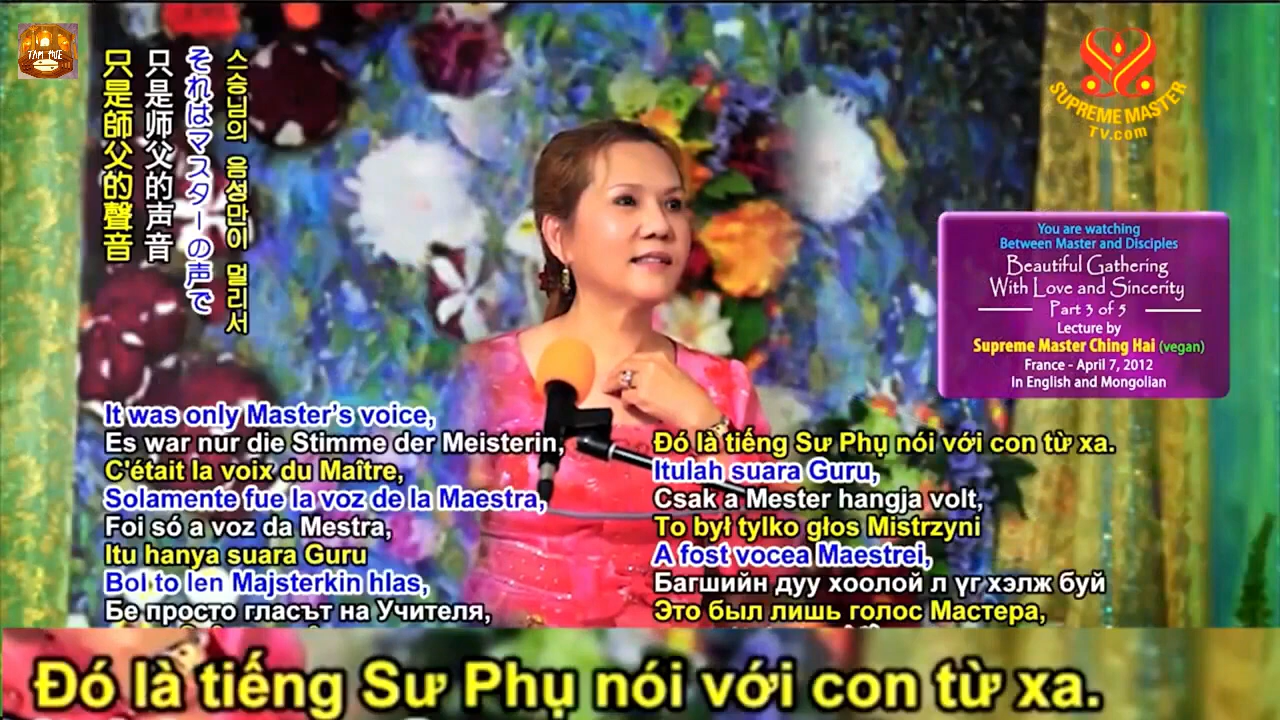 TAM TUE
스승님의 음성만이 멀리서
それはマスターの声で
只是师父的声音
只是師父的聲音
SUPREME MASTER
TV.com
You are watching
Between Master and Disciples
Beautiful Gathering
With Love and Sincerity
Part 3 of 5
Lecture by
Supreme Master Ching Hai (vegan)
France - April 7, 2012
In English and Mongolian
It was only Master's voice,
Es war nur die Stimme der Meisterin,
C'était la voix du Maître,
Solamente fue la voz de la Maestra,
Foi só a voz da Mestra,
Itu hanya suara Guru
Bol to len Majsterkin hlas,
Бе просто гласът на Учителя,
Đó là tiếng Sư Phụ nói với con từ xa.
Itulah suara Guru,
Csak a Mester hangja volt,
To był tylko głos Mistrzyni
A fost vocea Maestrei,
Багшийн дуу хоолой л үг хэлж буй
Это был лишь голос Мастера,
Đó là tiếng Sư Phụ nói với con từ xa.